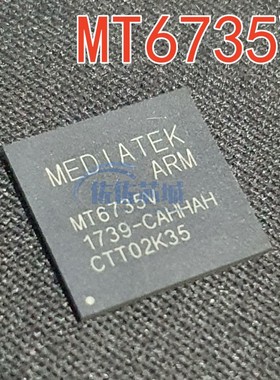 MT6735
MEDIATEK
ARM
MT6735V
1739-CAHHAH
CTT02K35